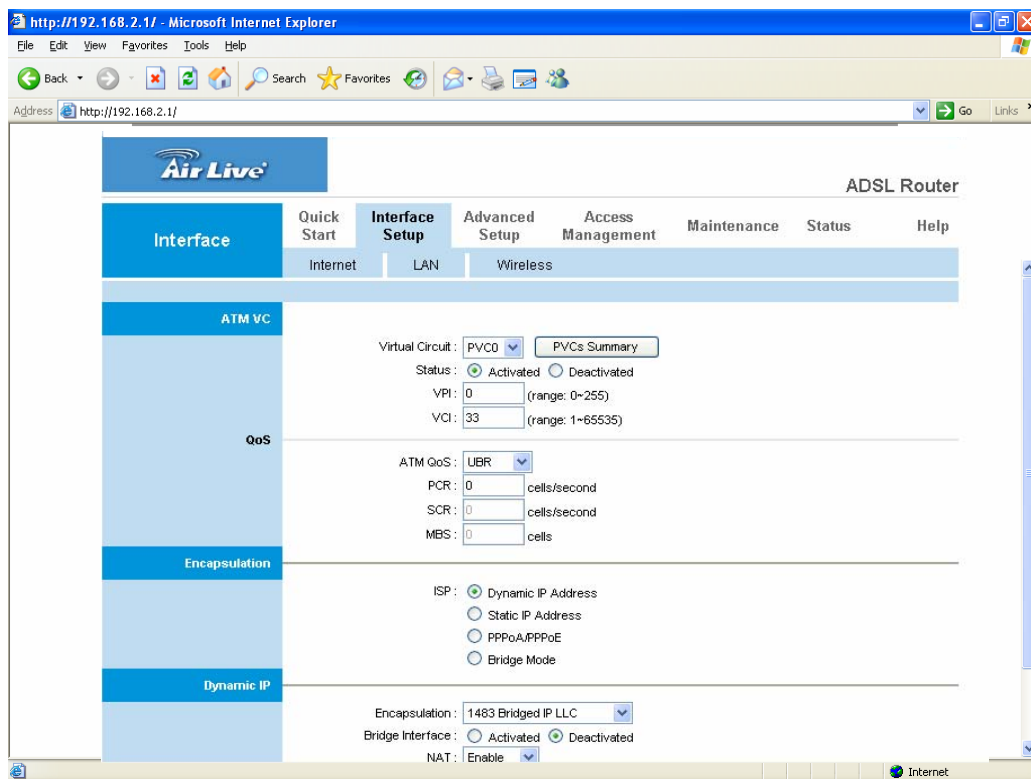 http://192.168.2.1/ - Microsoft Internet Explorer
File Edit View Favorites Tools Help
Back Search Favorites
Address http://192.168.2.1/ Go Links
Air Live
ADSL Router
Interface
Quick Start Interface Setup Advanced Setup Access Management Maintenance Status Help
Internet LAN Wireless
ATM VC
Virtual Circuit : PVC0 PVCs Summary
Status : Activated Deactivated
VPI : 0 (range: 0~255)
VCI : 33 (range: 1~65535)
QoS
ATM QoS : UBR
PCR : 0 cells/second
SCR : 0 cells/second
MBS : 0 cells
Encapsulation
ISP : Dynamic IP Address
Static IP Address
PPPoA/PPPoE
Bridge Mode
Dynamic IP
Encapsulation : 1483 Bridged IP LLC
Bridge Interface : Activated Deactivated
NAT : Enable
Internet